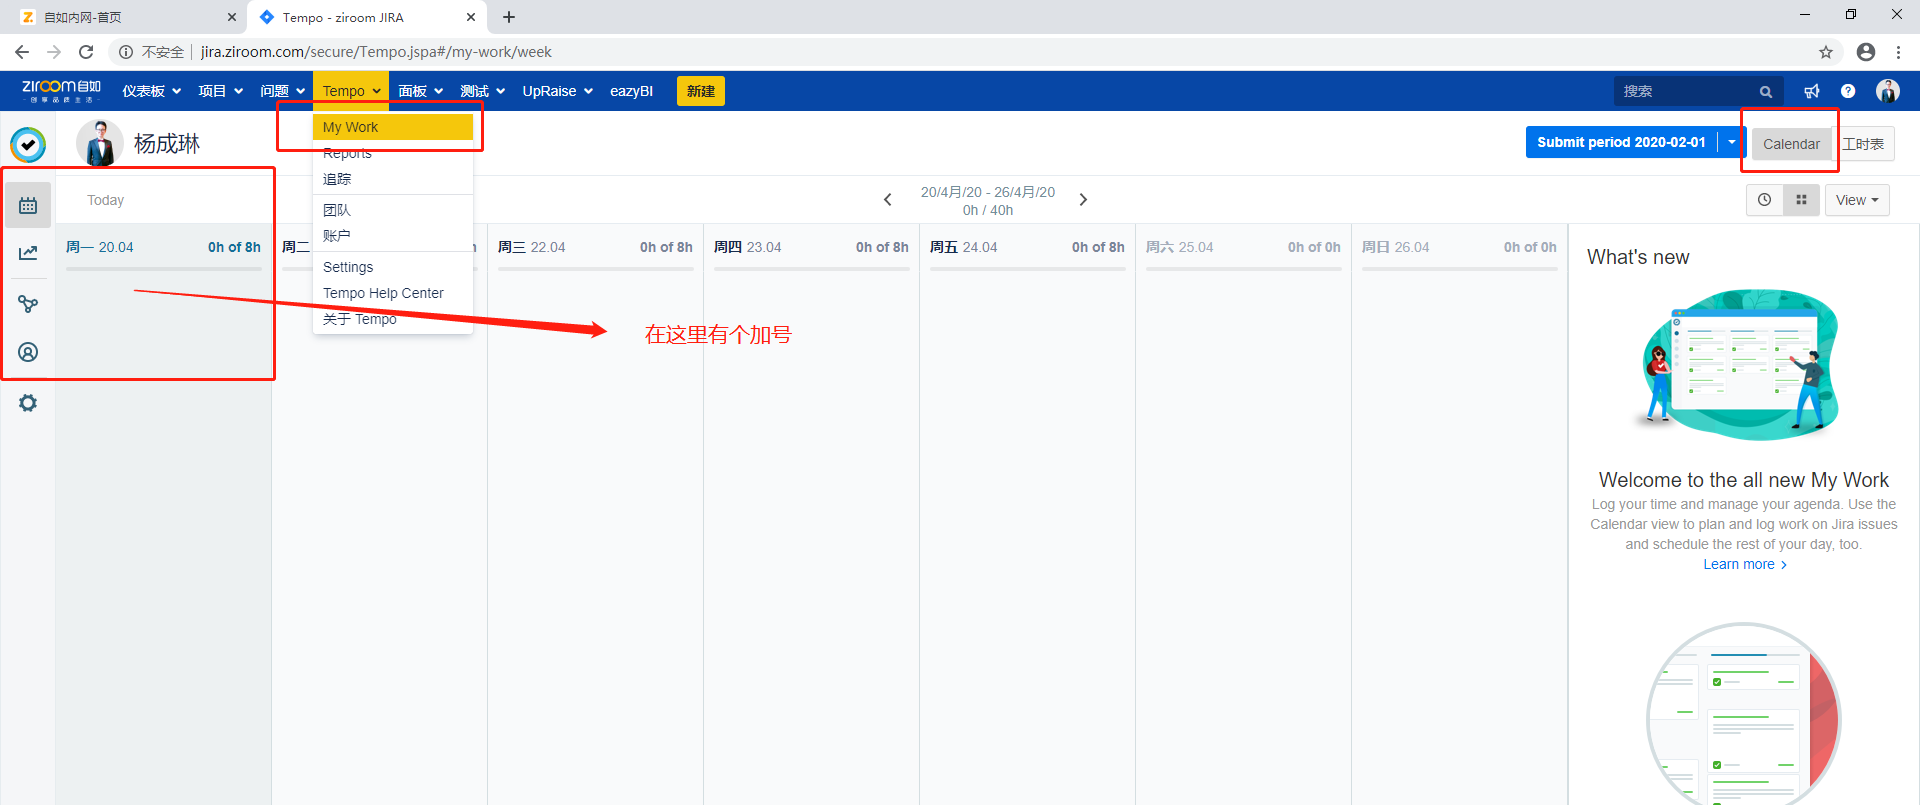 自如内网-首页
Tempo - ziroom JIRA
不安全
jira.ziroom.com/secure/Tempo.jspa#/my-work/week
ZIROOM自如
·创享品质生活·
仪表板
项目
问题
Tempo
面板
测试
UpRaise
eazyBI
新建
搜索
杨成琳
My Work
Reports
追踪
团队
账户
Settings
Tempo Help Center
关于 Tempo
Submit period 2020-02-01
Calendar
工时表
Today
20/4月/20 - 26/4月/20
0h / 40h
View
周一 20.04
0h of 8h
周二
周三 22.04
0h of 8h
周四 23.04
0h of 8h
周五 24.04
0h of 8h
周六 25.04
0h of 0h
周日 26.04
0h of 0h
在这里有个加号
What's new
Welcome to the all new My Work
Log your time and manage your agenda. Use the
Calendar view to plan and log work on Jira issues
and schedule the rest of your day, too.
Learn more ›